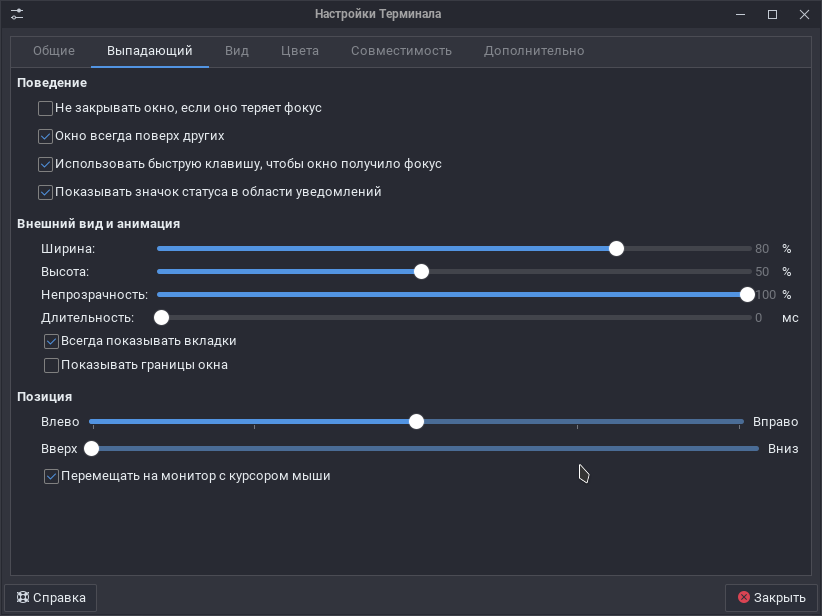 Настройки Терминала
Общие Выпадающий Вид Цвета Совместимость Дополнительно
Поведение
Не закрывать окно, если оно теряет фокус
Окно всегда поверх других
Использовать быструю клавишу, чтобы окно получило фокус
Показывать значок статуса в области уведомлений
Внешний вид и анимация
Ширина: 80 %
Высота: 50 %
Непрозрачность: 100 %
Длительность: 0 мс
Всегда показывать вкладки
Показывать границы окна
Позиция
Влево Вправо
Вверх Вниз
Перемещать на монитор с курсором мыши
Справка Закрыть